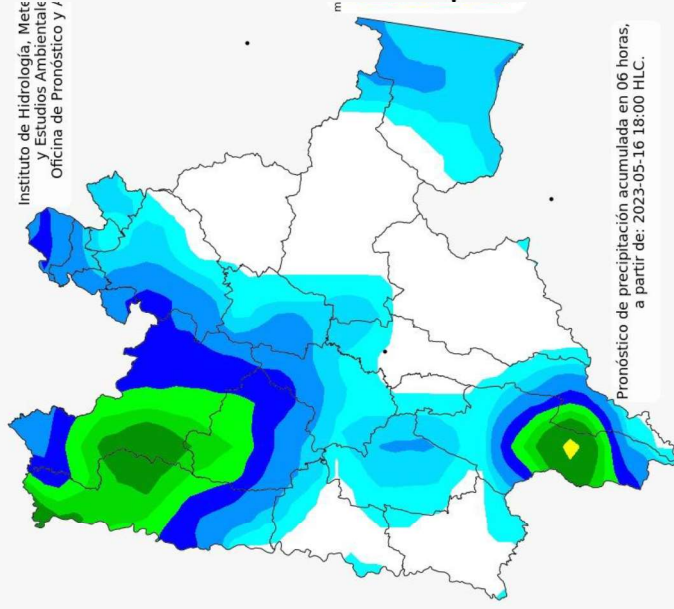 Instituto de Hidrología, Mete
y Estudios Ambientale
Oficina de Pronóstico y
m
Pronóstico de precipitación acumulada en 06 horas,
a partir de: 2023-05-16 18:00 HLC.